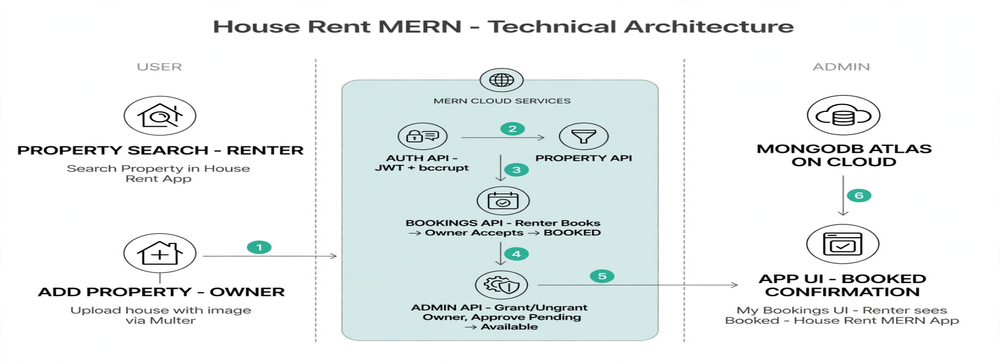 House Rent MERN - Technical Architecture
USER
PROPERTY SEARCH - RENTER
Search Property in House
Rent App
ADD PROPERTY - OWNER
Upload house with image
via Multer
1
MERN CLOUD SERVICES
2
AUTH API -
JWT + bccrupt
PROPERTY API
3
BOOKINGS API - Renter Books
→ Owner Accepts → BOOKED
4
ADMIN API - Grant/Ungrant
Owner, Approve Pending
→ Available
5
ADMIN
MONGODB ATLAS
ON CLOUD
6
APP UI - BOOKED
CONFIRMATION
My Bookings UI - Renter sees
Booked - House Rent MERN App